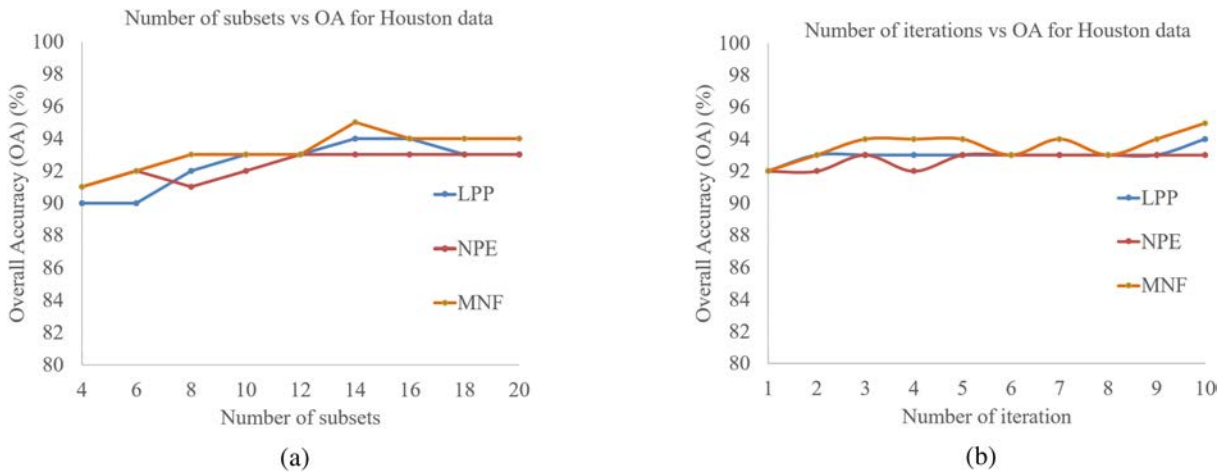 Number of subsets vs OA for Houston data
100
98
96
94
92
90
88
86
84
82
80
Overall Accuracy (OA) (%)
LPP
NPE
MNF
4 6 8 10 12 14 16 18 20
Number of subsets
(a)
Number of iterations vs OA for Houston data
100
98
96
94
92
90
88
86
84
82
80
Overall Accuracy (OA) (%)
LPP
NPE
MNF
1 2 3 4 5 6 7 8 9 10
Number of iteration
(b)